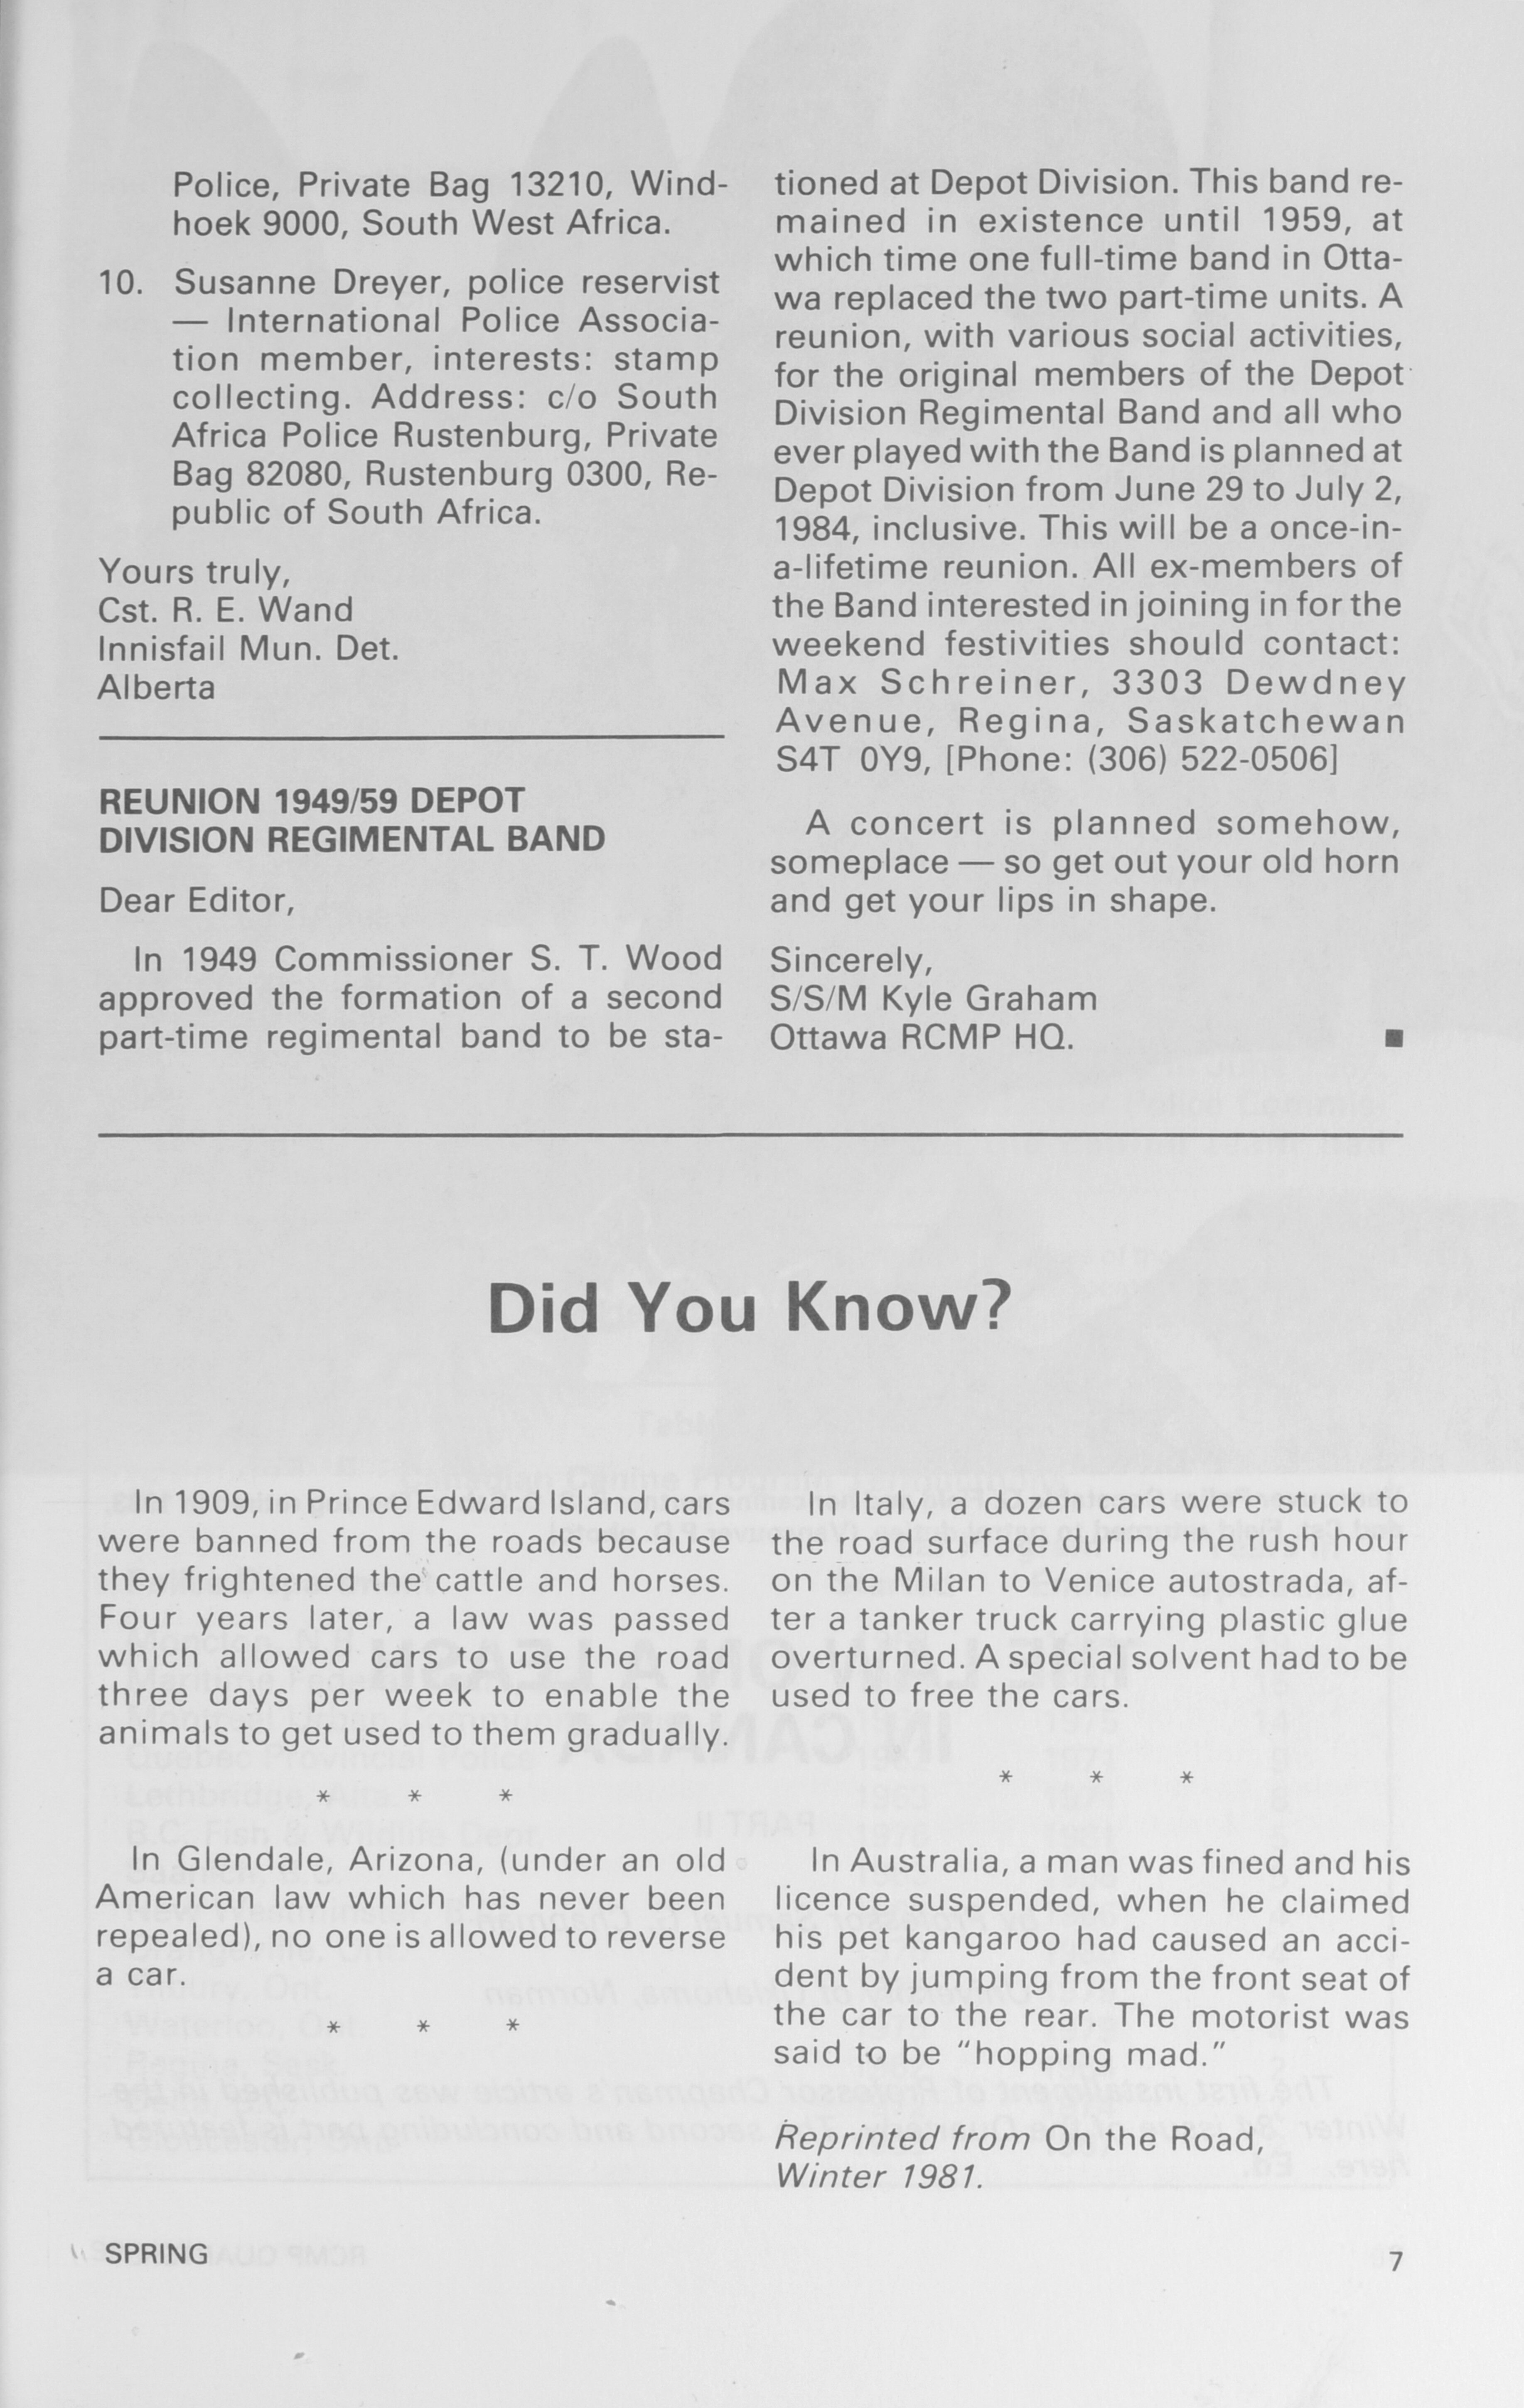 Police, Private Bag 13210, Wind-
hoek 9000, South West Africa.
10. Susanne Dreyer, police reservist
— International Police Associa-
tion member, interests: stamp
collecting. Address: c/o South
Africa Police Rustenburg, Private
Bag 82080, Rustenburg 0300, Re-
public of South Africa.
Yours truly,
Cst. R. E. Wand
Innisfail Mun. Det.
Alberta
REUNION 1949/59 DEPOT
DIVISION REGIMENTAL BAND
Dear Editor,
In 1949 Commissioner S. T. Wood
approved the formation of a second
part-time regimental band to be sta-
tioned at Depot Division. This band re-
mained in existence until 1959, at
which time one full-time band in Otta-
wa replaced the two part-time units. A
reunion, with various social activities,
for the original members of the Depot
Division Regimental Band and all who
ever played with the Band is planned at
Depot Division from June 29 to July 2,
1984, inclusive. This will be a once-in-
a-lifetime reunion. All ex-members of
the Band interested in joining in for the
weekend festivities should contact:
Max Schreiner, 3303 Dewdney
Avenue, Regina, Saskatchewan
S4T 0Y9, [Phone: (306) 522-0506]
A concert is planned somehow,
someplace — so get out your old horn
and get your lips in shape.
Sincerely,
S/S/M Kyle Graham
Ottawa RCMP HQ. ■
Did You Know?
In 1909, in Prince Edward Island, cars
were banned from the roads because
they frightened the cattle and horses.
Four years later, a law was passed
which allowed cars to use the road
three days per week to enable the
animals to get used to them gradually.
* * *
In Glendale, Arizona, (under an old
American law which has never been
repealed), no one is allowed to reverse
a car.
* * *
In Italy, a dozen cars were stuck to
the road surface during the rush hour
on the Milan to Venice autostrada, af-
ter a tanker truck carrying plastic glue
overturned. A special solvent had to be
used to free the cars.
* * *
In Australia, a man was fined and his
licence suspended, when he claimed
his pet kangaroo had caused an acci-
dent by jumping from the front seat of
the car to the rear. The motorist was
said to be "hopping mad."
Reprinted from On the Road,
Winter 1981.
SPRING
7